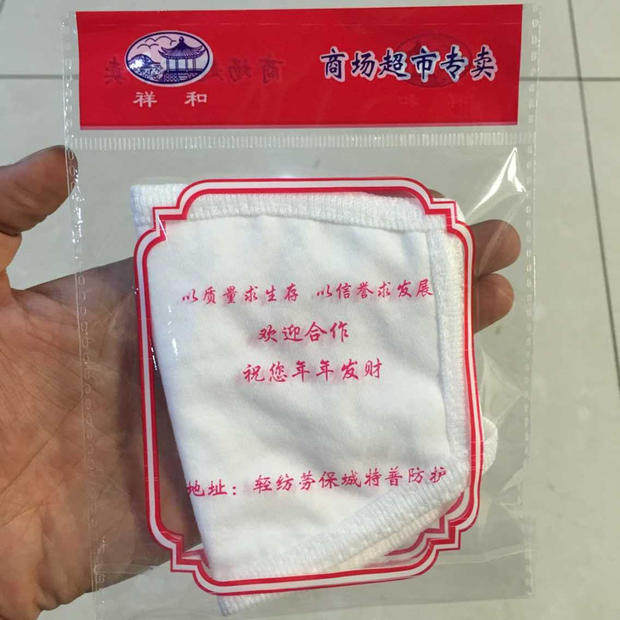 祥和
商场超市专卖
以质量求生存 以信誉求发展
欢迎合作
祝您年年发财
地址：轻纺劳保城特普防护